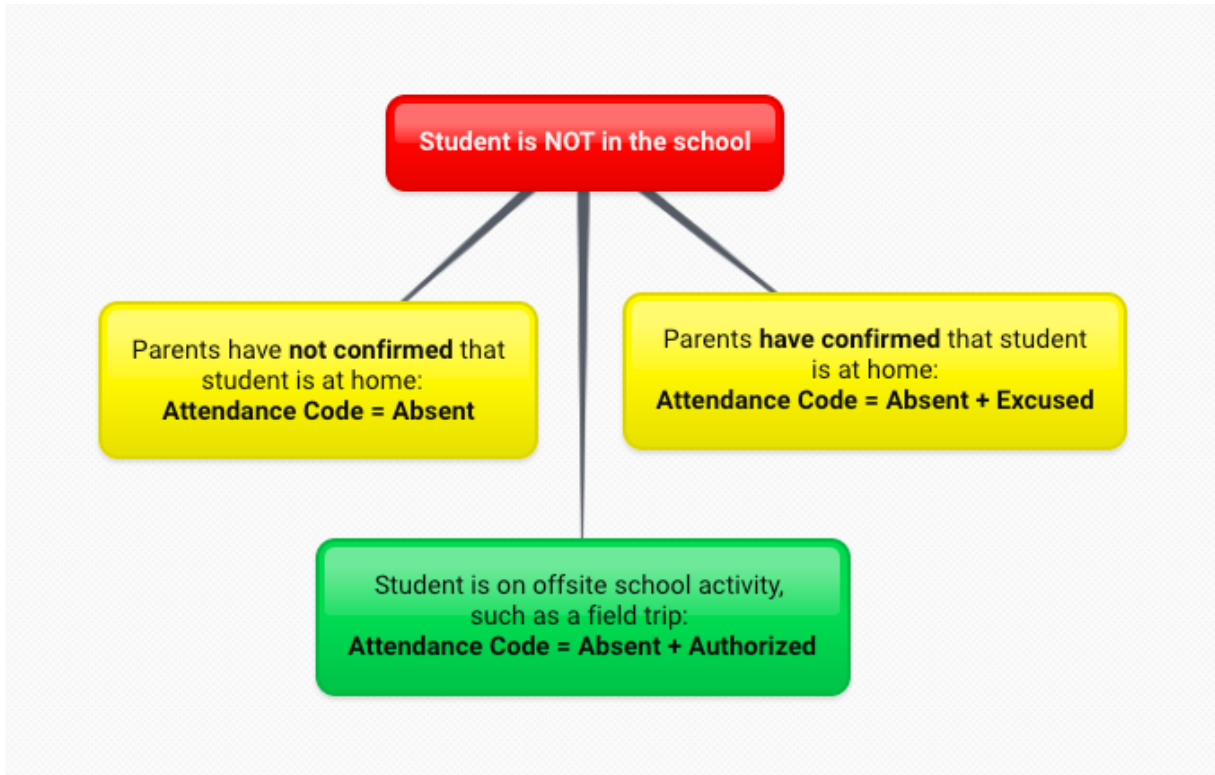 Student is NOT in the school
Parents have not confirmed that
student is at home:
Attendance Code = Absent
Parents have confirmed that student
is at home:
Attendance Code = Absent + Excused
Student is on offsite school activity,
such as a field trip:
Attendance Code = Absent + Authorized